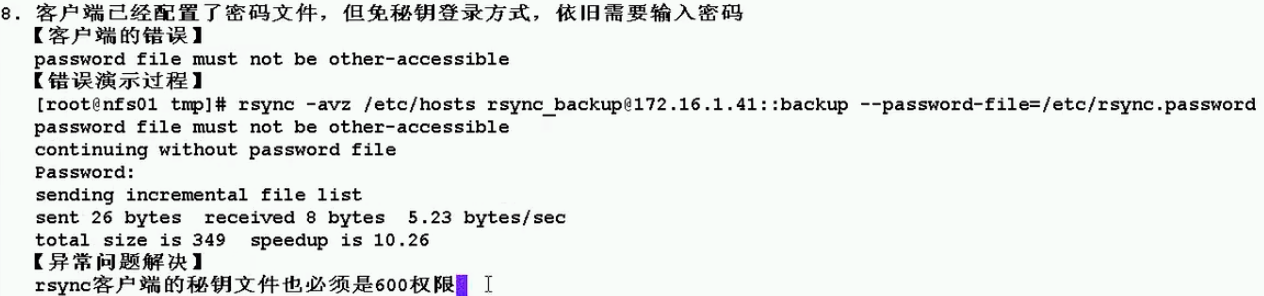 8. 客户端已经配置了密码文件，但免秘钥登录方式，依旧需要输入密码
【客户端的错误】
password file must not be other-accessible
【错误演示过程】
[root@nfs01 tmp]# rsync -avz /etc/hosts rsync_backup@172.16.1.41::backup --password-file=/etc/rsync.password
password file must not be other-accessible
continuing without password file
Password:
sending incremental file list
sent 26 bytes  received 8 bytes  5.23 bytes/sec
total size is 349  speedup is 10.26
【异常问题解决】
rsync客户端的秘钥文件也必须是600权限